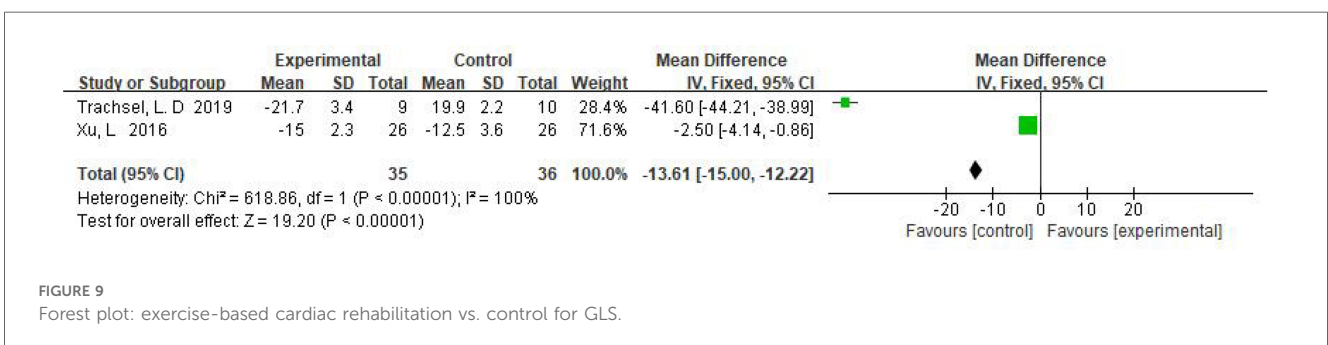 Experimental Control Mean Difference Mean Difference
Study or Subgroup Mean SD Total Mean SD Total Weight IV, Fixed, 95% CI IV, Fixed, 95% CI
Trachsel, L. D 2019 -21.7 3.4 9 19.9 2.2 10 28.4% -41.60 [-44.21, -38.99]
Xu, L 2016 -15 2.3 26 -12.5 3.6 26 71.6% -2.50 [-4.14, -0.86]
Total (95% CI) 35 36 100.0% -13.61 [-15.00, -12.22]
Heterogeneity: Chi² = 618.86, df = 1 (P < 0.00001); I² = 100%
Test for overall effect: Z = 19.20 (P < 0.00001)
-20 -10 0 10 20
Favours [control] Favours [experimental]
FIGURE 9
Forest plot: exercise-based cardiac rehabilitation vs. control for GLS.